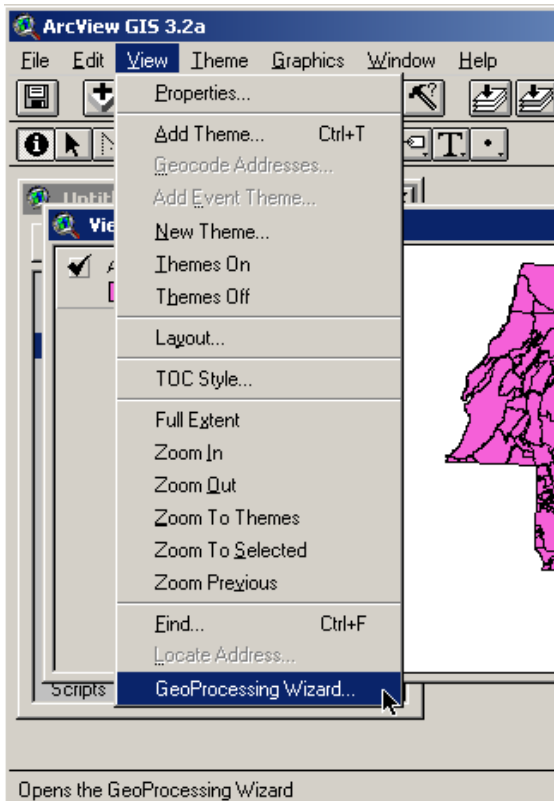 ArcView GIS 3.2a
File Edit View Theme Graphics Window Help
Properties...
Add Theme... Ctrl+T
Geocode Addresses...
Add Event Theme...
New Theme...
Themes On
Themes Off
Layout...
TOC Style...
Full Extent
Zoom In
Zoom Out
Zoom To Themes
Zoom To Selected
Zoom Previous
Find... Ctrl+F
Locate Address...
GeoProcessing Wizard...
Scripts
Opens the GeoProcessing Wizard